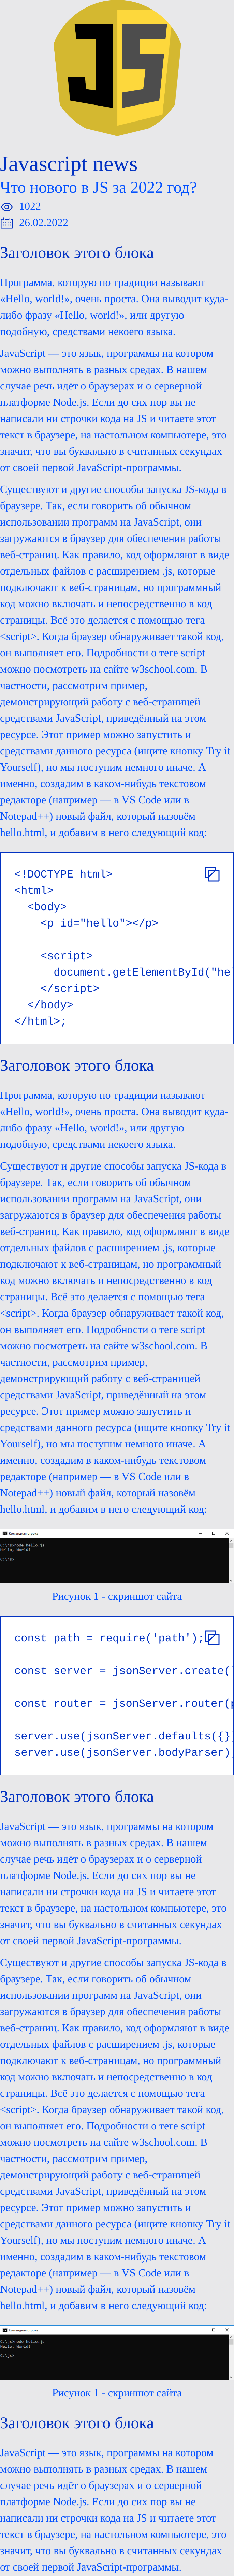 JS
Javascript news
Что нового в JS за 2022 год?
1022
26.02.2022
Заголовок этого блока
Программа, которую по традиции называют
«Hello, world!», очень проста. Она выводит куда-
либо фразу «Hello, world!», или другую
подобную, средствами некоего языка.
JavaScript — это язык, программы на котором
можно выполнять в разных средах. В нашем
случае речь идёт о браузерах и о серверной
платформе Node.js. Если до сих пор вы не
написали ни строчки кода на JS и читаете этот
текст в браузере, на настольном компьютере, это
значит, что вы буквально в считанных секундах
от своей первой JavaScript-программы.
Существуют и другие способы запуска JS-кода в
браузере. Так, если говорить об обычном
использовании программ на JavaScript, они
загружаются в браузер для обеспечения работы
веб-страниц. Как правило, код оформляют в виде
отдельных файлов с расширением .js, которые
подключают к веб-страницам, но программный
код можно включать и непосредственно в код
страницы. Всё это делается с помощью тега
<script>. Когда браузер обнаруживает такой код,
он выполняет его. Подробности о теге script
можно посмотреть на сайте w3school.com. В
частности, рассмотрим пример,
демонстрирующий работу с веб-страницей
средствами JavaScript, приведённый на этом
ресурсе. Этот пример можно запустить и
средствами данного ресурса (ищите кнопку Try it
Yourself), но мы поступим немного иначе. А
именно, создадим в каком-нибудь текстовом
редакторе (например — в VS Code или в
Notepad++) новый файл, который назовём
hello.html, и добавим в него следующий код:
<!DOCTYPE html>
<html>
<body>
<p id="hello"></p>
<script>
document.getElementById("hel
</script>
</body>
</html>;
Заголовок этого блока
Программа, которую по традиции называют
«Hello, world!», очень проста. Она выводит куда-
либо фразу «Hello, world!», или другую
подобную, средствами некоего языка.
Существуют и другие способы запуска JS-кода в
браузере. Так, если говорить об обычном
использовании программ на JavaScript, они
загружаются в браузер для обеспечения работы
веб-страниц. Как правило, код оформляют в виде
отдельных файлов с расширением .js, которые
подключают к веб-страницам, но программный
код можно включать и непосредственно в код
страницы. Всё это делается с помощью тега
<script>. Когда браузер обнаруживает такой код,
он выполняет его. Подробности о теге script
можно посмотреть на сайте w3school.com. В
частности, рассмотрим пример,
демонстрирующий работу с веб-страницей
средствами JavaScript, приведённый на этом
ресурсе. Этот пример можно запустить и
средствами данного ресурса (ищите кнопку Try it
Yourself), но мы поступим немного иначе. А
именно, создадим в каком-нибудь текстовом
редакторе (например — в VS Code или в
Notepad++) новый файл, который назовём
hello.html, и добавим в него следующий код:
Командная строка
C:\js>node hello.js
Hello, World!
C:\js>
Рисунок 1 - скриншот сайта
const path = require('path');
const server = jsonServer.create()
const router = jsonServer.router(p
server.use(jsonServer.defaults({})
server.use(jsonServer.bodyParser);
Заголовок этого блока
JavaScript — это язык, программы на котором
можно выполнять в разных средах. В нашем
случае речь идёт о браузерах и о серверной
платформе Node.js. Если до сих пор вы не
написали ни строчки кода на JS и читаете этот
текст в браузере, на настольном компьютере, это
значит, что вы буквально в считанных секундах
от своей первой JavaScript-программы.
Существуют и другие способы запуска JS-кода в
браузере. Так, если говорить об обычном
использовании программ на JavaScript, они
загружаются в браузер для обеспечения работы
веб-страниц. Как правило, код оформляют в виде
отдельных файлов с расширением .js, которые
подключают к веб-страницам, но программный
код можно включать и непосредственно в код
страницы. Всё это делается с помощью тега
<script>. Когда браузер обнаруживает такой код,
он выполняет его. Подробности о теге script
можно посмотреть на сайте w3school.com. В
частности, рассмотрим пример,
демонстрирующий работу с веб-страницей
средствами JavaScript, приведённый на этом
ресурсе. Этот пример можно запустить и
средствами данного ресурса (ищите кнопку Try it
Yourself), но мы поступим немного иначе. А
именно, создадим в каком-нибудь текстовом
редакторе (например — в VS Code или в
Notepad++) новый файл, который назовём
hello.html, и добавим в него следующий код:
Командная строка
C:\js>node hello.js
Hello, World!
C:\js>
Рисунок 1 - скриншот сайта
Заголовок этого блока
JavaScript — это язык, программы на котором
можно выполнять в разных средах. В нашем
случае речь идёт о браузерах и о серверной
платформе Node.js. Если до сих пор вы не
написали ни строчки кода на JS и читаете этот
текст в браузере, на настольном компьютере, это
значит, что вы буквально в считанных секундах
от своей первой JavaScript-программы.